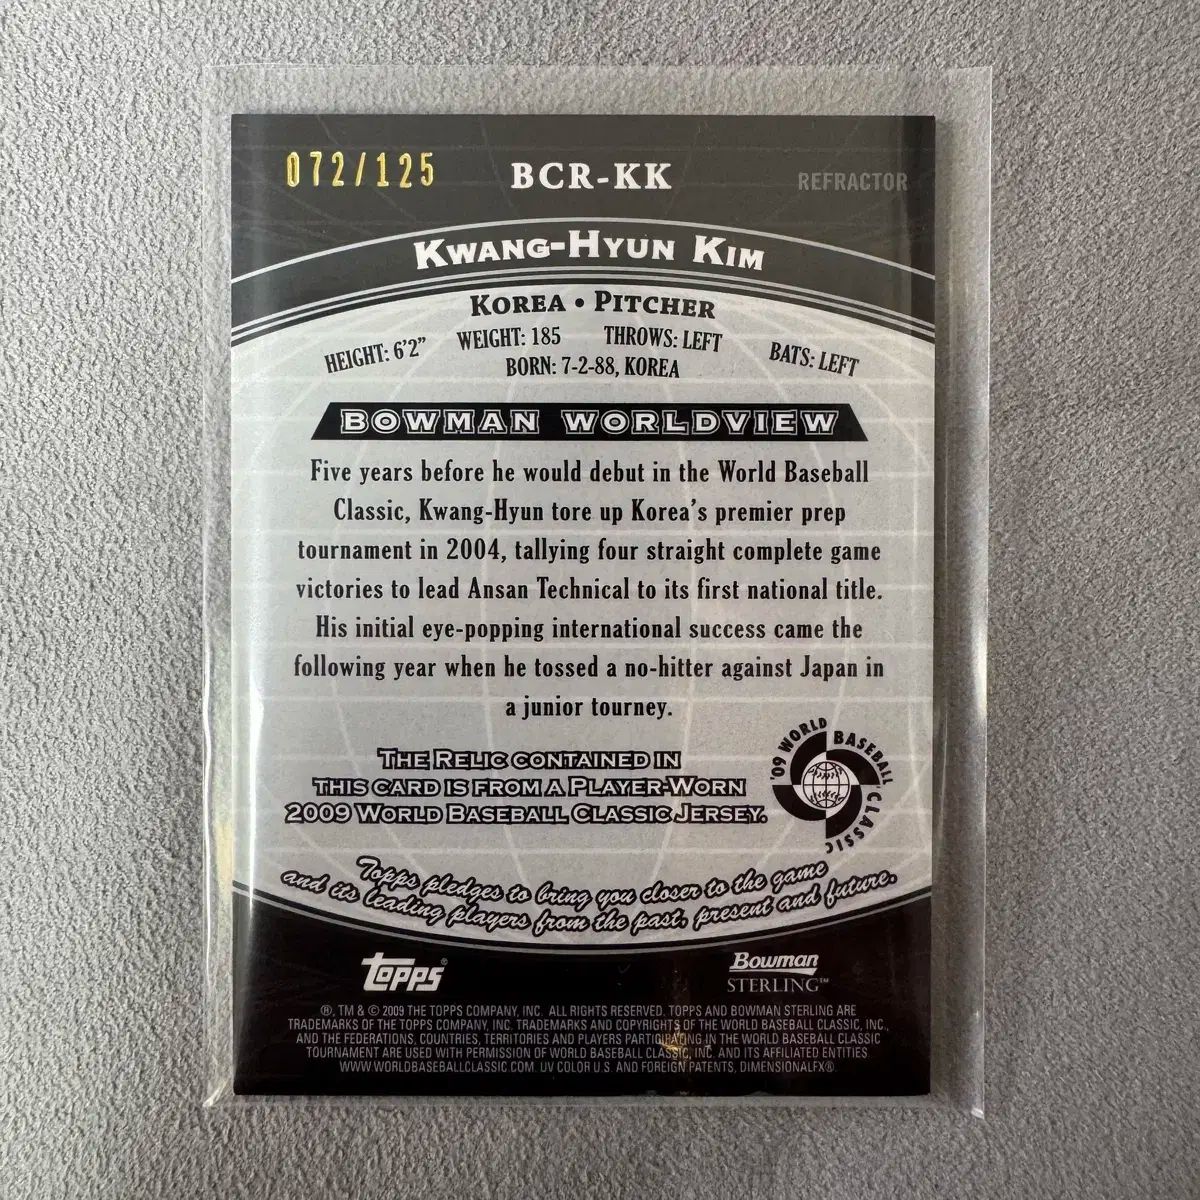 072/125 BCR-KK REFRACTOR
KWANG-HYUN KIM
KOREA • PITCHER
HEIGHT: 6'2" WEIGHT: 185 THROWS: LEFT BATS: LEFT
BORN: 7-2-88, KOREA
BOWMAN WORLDVIEW
Five years before he would debut in the World Baseball
Classic, Kwang-Hyun tore up Korea's premier prep
tournament in 2004, tallying four straight complete game
victories to lead Ansan Technical to its first national title.
His initial eye-popping international success came the
following year when he tossed a no-hitter against Japan in
a junior tourney.
THE RELIC CONTAINED IN
THIS CARD IS FROM A PLAYER-WORN
2009 WORLD BASEBALL CLASSIC JERSEY.
'09 WORLD BASEBALL CLASSIC
Topps pledges to bring you closer to the game
and its leading players from the past, present and future.
TOPPS®
Bowman
STERLING™
®, TM & © 2009 THE TOPPS COMPANY, INC. ALL RIGHTS RESERVED. TOPPS AND BOWMAN STERLING ARE
TRADEMARKS OF THE TOPPS COMPANY, INC. TRADEMARKS AND COPYRIGHTS OF THE WORLD BASEBALL CLASSIC, INC.,
AND THE FEDERATIONS, COUNTRIES, TERRITORIES AND PLAYERS PARTICIPATING IN THE WORLD BASEBALL CLASSIC
TOURNAMENT ARE USED WITH PERMISSION OF WORLD BASEBALL CLASSIC, INC. AND ITS AFFILIATED ENTITIES.
WWW.WORLDBASEBALLCLASSIC.COM. UV COLOR U.S. AND FOREIGN PATENTS, DIMENSIONALFX®.